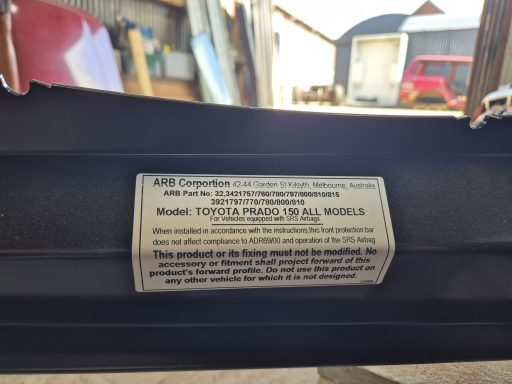 ARB Corportion 42-44 Garden St Kilsyth, Melbourne, Australia
ARB Part No: 32,3421757/760/780/797/800/810/815
3921797/770/780/800/810
Model: TOYOTA PRADO 150 ALL MODELS
For Vehicles equipped with SRS Airbags
When installed in accordance with the instructions,this front protection bar
does not affect compliance to ADR69/00 and operation of the SRS Airbag
This product or its fixing must not be modified. No
accessory or fitment shall project forward of this
product's forward profile. Do not use this product on
any other vehicle for which it is not designed.